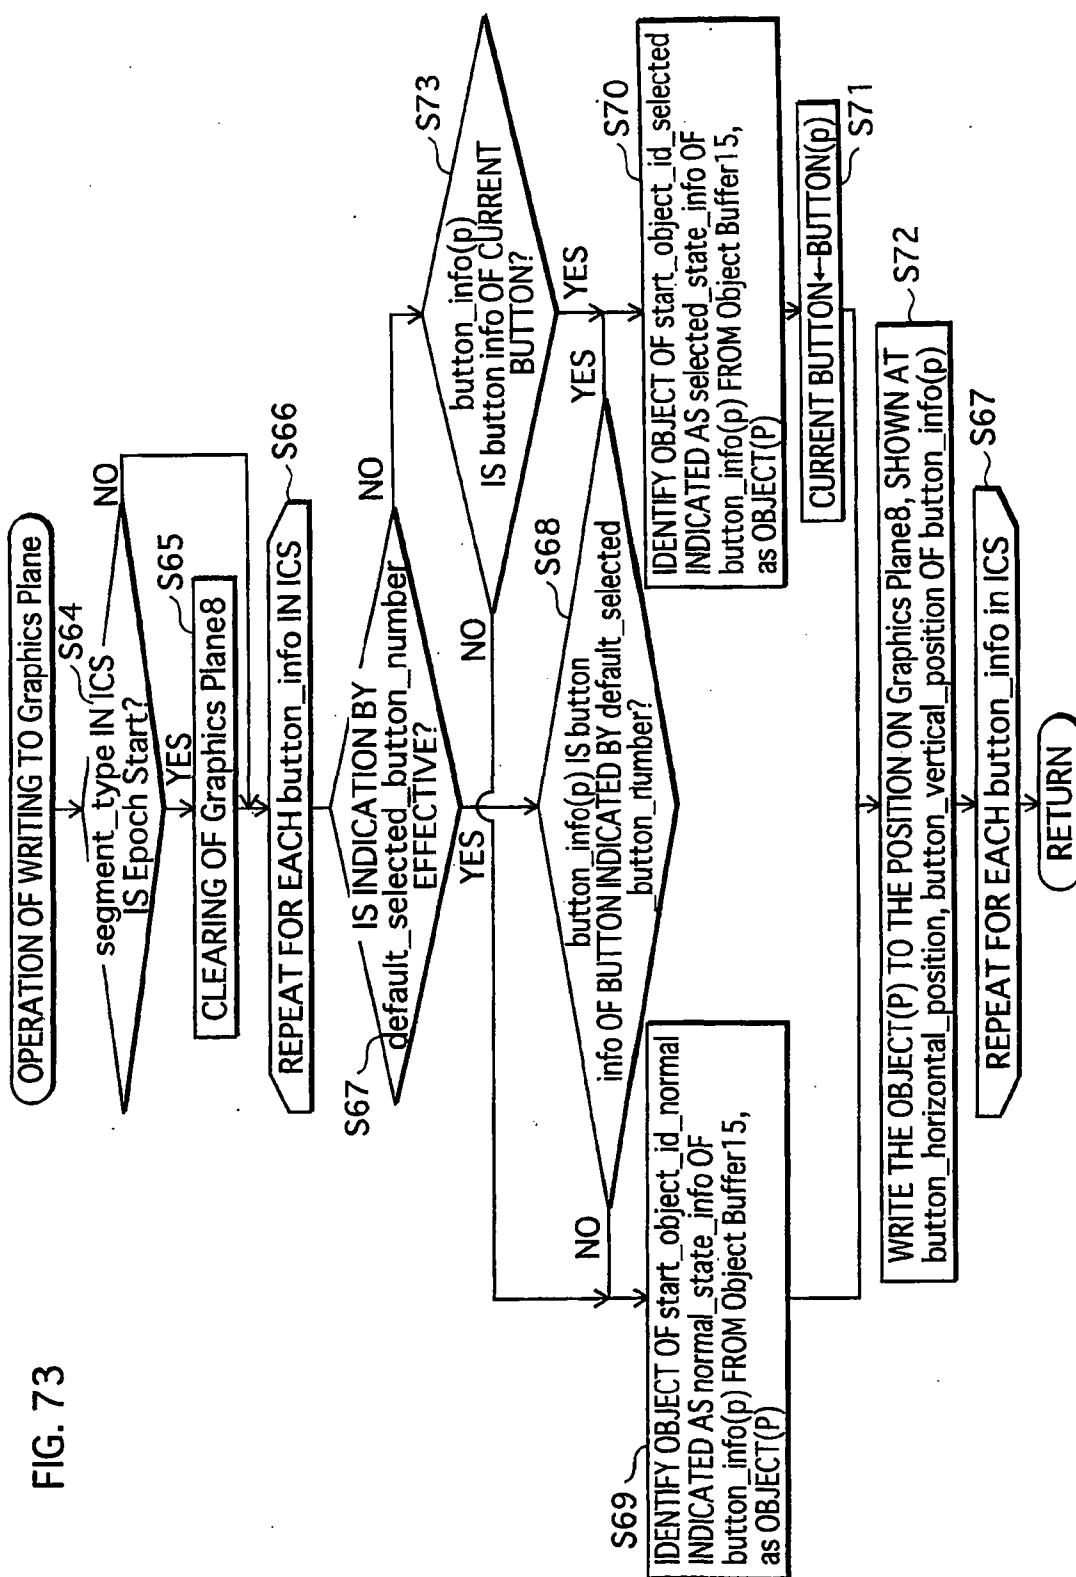 FIG. 73
OPERATION OF WRITING TO Graphics Plane
S64
segment_type IN ICS
IS Epoch Start?
NO
YES
S65
CLEARING OF Graphics Plane8
S66
REPEAT FOR EACH button_info IN ICS
S67
IS INDICATION BY
default_selected_button_number
EFFECTIVE?
NO
YES
S73
button_info(p)
IS button info OF CURRENT
BUTTON?
NO
YES
S68
button_info(p) IS button
info OF BUTTON INDICATED BY default_selected
_button_number?
NO
YES
S69
IDENTIFY OBJECT OF start_object_id_normal
INDICATED AS normal_state_info OF
button_info(p) FROM Object Buffer15,
as OBJECT(P)
S70
IDENTIFY OBJECT OF start_object_id_selected
INDICATED AS selected_state_info OF
button_info(p) FROM Object Buffer15,
as OBJECT(P)
CURRENT BUTTON←BUTTON(p)
S71
S72
WRITE THE OBJECT(P) TO THE POSITION ON Graphics Plane8, SHOWN AT
button_horizontal_position, button_vertical_position OF button_info(p)
S67
REPEAT FOR EACH button_info in ICS
RETURN